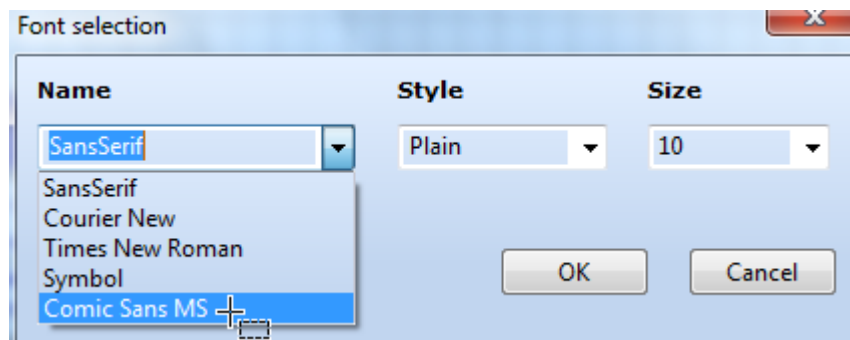 Font selection
x
Name Style Size
SansSerif Plain 10
SansSerif
Courier New
Times New Roman
Symbol
Comic Sans MS
OK Cancel